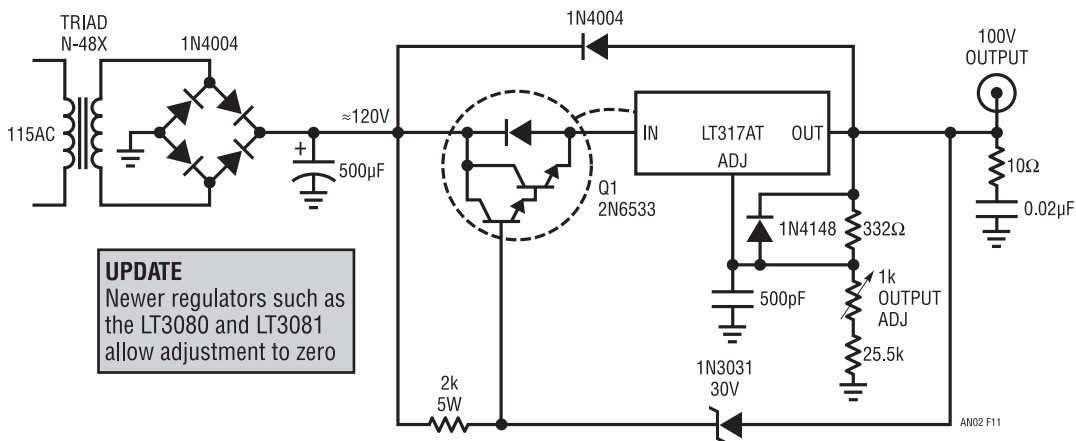 TRIAD
N-48X
1N4004
115AC
+
500µF
≈120V
1N4004
Q1
2N6533
IN
LT317AT
OUT
ADJ
100V
OUTPUT
10Ω
0.02µF
1N4148
332Ω
500pF
1k
OUTPUT
ADJ
25.5k
UPDATE
Newer regulators such as
the LT3080 and LT3081
allow adjustment to zero
2k
5W
1N3031
30V
AN02 F11